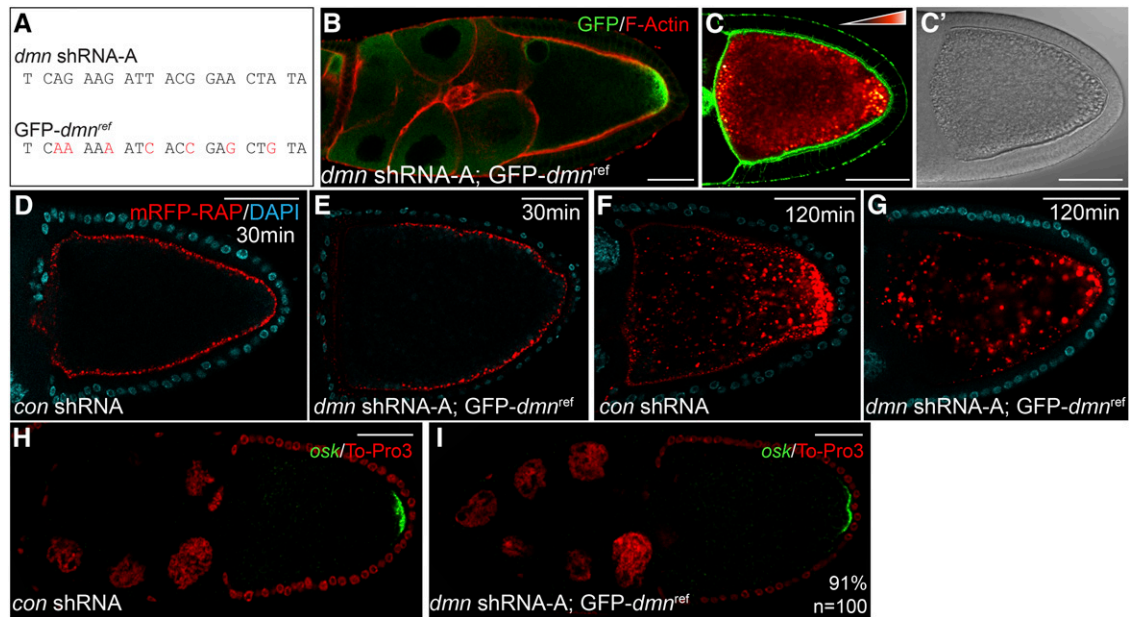 A
dmn shRNA-A
T CAG AAG ATT ACG GAA CTA TA
GFP-dmnʳᵉᶠ
T CAA AAA ATC ACC GAG CTG TA
B
GFP/F-Actin
dmn shRNA-A; GFP-dmnʳᵉᶠ
C
C'
D
mRFP-RAP/DAPI
30min
con shRNA
E
30min
dmn shRNA-A; GFP-dmnʳᵉᶠ
F
120min
con shRNA
G
120min
dmn shRNA-A; GFP-dmnʳᵉᶠ
H
osk/To-Pro3
con shRNA
I
osk/To-Pro3
91%
n=100
dmn shRNA-A; GFP-dmnʳᵉᶠ